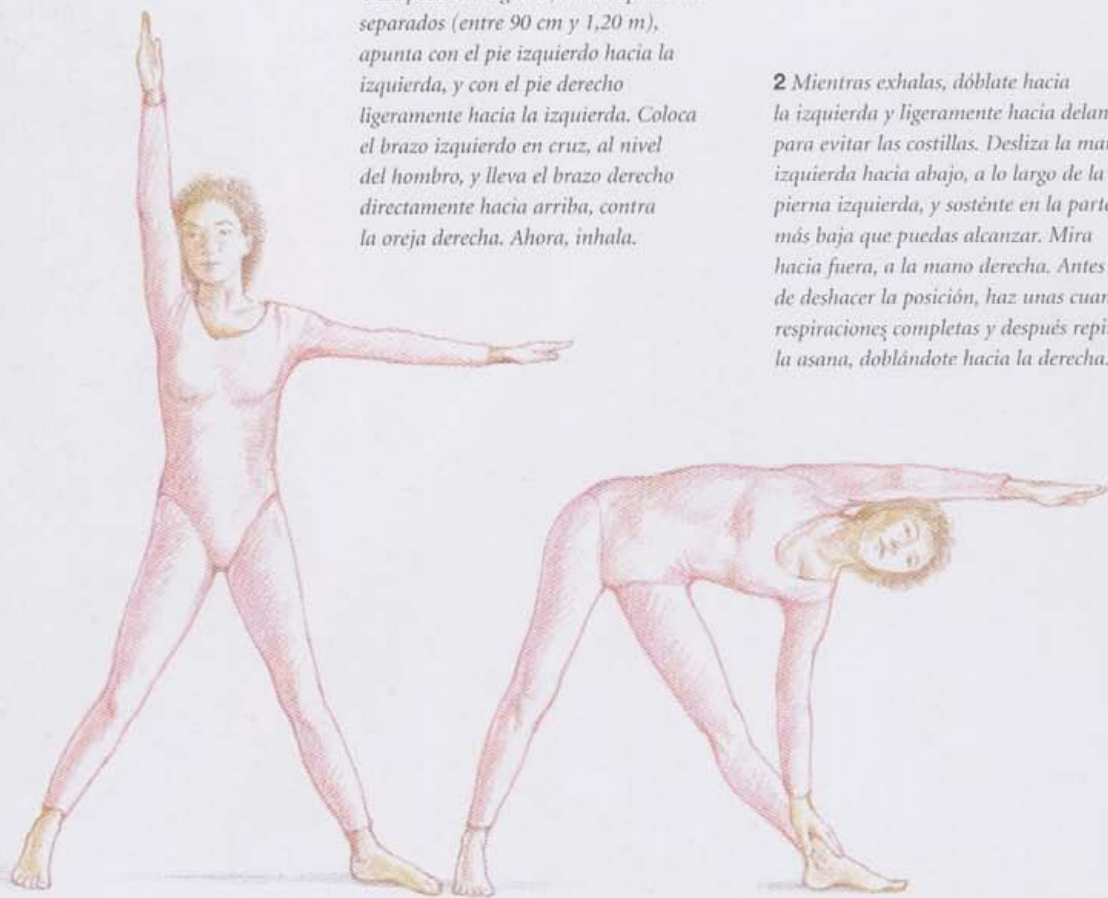 separados (entre 90 cm y 1,20 m),
apunta con el pie izquierdo hacia la
izquierda, y con el pie derecho
ligeramente hacia la izquierda. Coloca
el brazo izquierdo en cruz, al nivel
del hombro, y lleva el brazo derecho
directamente hacia arriba, contra
la oreja derecha. Ahora, inhala.
2 Mientras exhalas, dóblate hacia
la izquierda y ligeramente hacia delan
para evitar las costillas. Desliza la ma
izquierda hacia abajo, a lo largo de la
pierna izquierda, y sosténte en la parte
más baja que puedas alcanzar. Mira
hacia fuera, a la mano derecha. Antes
de deshacer la posición, haz unas cuan
respiraciones completas y después repi
la asana, doblándote hacia la derecha.